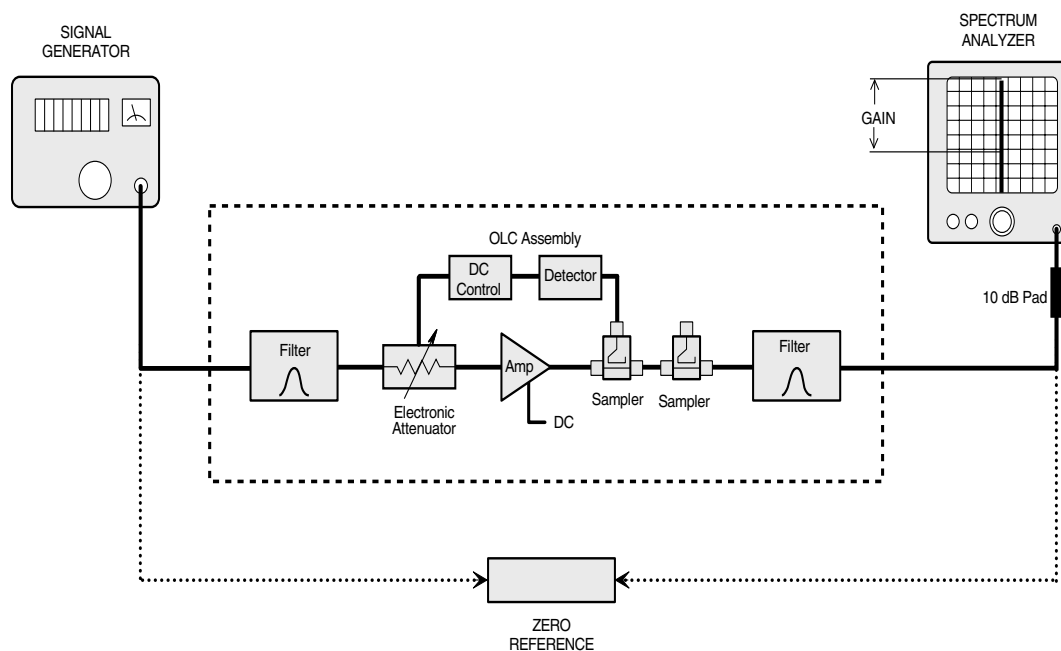 SIGNAL
GENERATOR
SPECTRUM
ANALYZER
GAIN
OLC Assembly
DC
Control
Detector
10 dB Pad
Filter
Amp
Filter
Sampler
Sampler
Electronic
Attenuator
DC
ZERO
REFERENCE